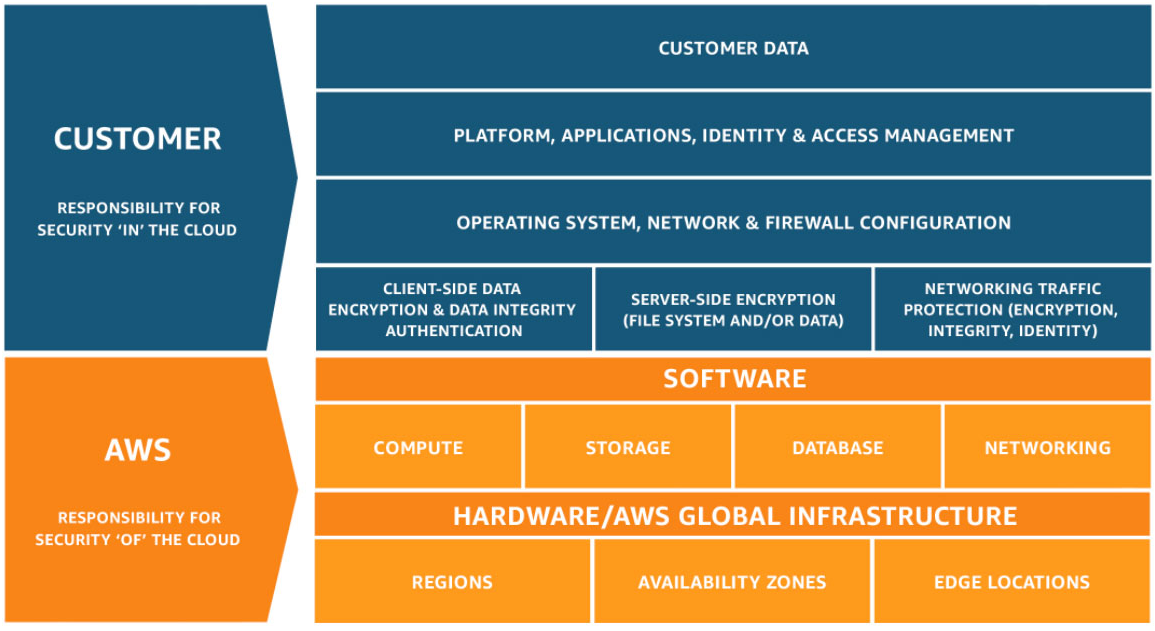 CUSTOMER
RESPONSIBILITY FOR
SECURITY ‘IN’ THE CLOUD
CUSTOMER DATA
PLATFORM, APPLICATIONS, IDENTITY & ACCESS MANAGEMENT
OPERATING SYSTEM, NETWORK & FIREWALL CONFIGURATION
CLIENT-SIDE DATA
ENCRYPTION & DATA INTEGRITY
AUTHENTICATION
SERVER-SIDE ENCRYPTION
(FILE SYSTEM AND/OR DATA)
NETWORKING TRAFFIC
PROTECTION (ENCRYPTION,
INTEGRITY, IDENTITY)
AWS
RESPONSIBILITY FOR
SECURITY ‘OF’ THE CLOUD
SOFTWARE
COMPUTE
STORAGE
DATABASE
NETWORKING
HARDWARE/AWS GLOBAL INFRASTRUCTURE
REGIONS
AVAILABILITY ZONES
EDGE LOCATIONS